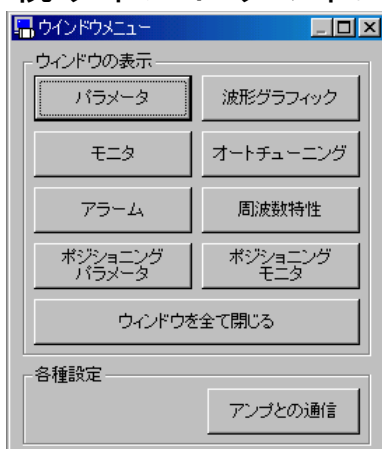 ウインドウメニュー
ウィンドウの表示
パラメータ
波形グラフィック
モニタ
オートチューニング
アラーム
周波数特性
ポジショニング
パラメータ
ポジショニング
モニタ
ウィンドウを全て閉じる
各種設定
アンプとの通信